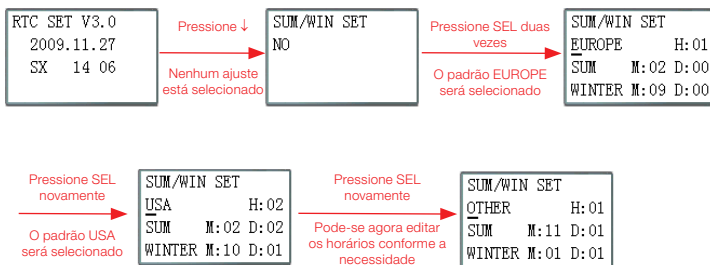 RTC SET V3.0
2009.11.27
SX 14 06
Pressione ↓
Nenhum ajuste
está selecionado
SUM/WIN SET
NO
Pressione SEL duas
vezes
O padrão EUROPE
será selecionado
SUM/WIN SET
EUROPE H:01
SUM M:02 D:00
WINTER M:09 D:00
Pressione SEL
novamente
O padrão USA
será selecionado
SUM/WIN SET
USA H:02
SUM M:02 D:02
WINTER M:10 D:01
Pressione SEL
novamente
Pode-se agora editar
os horários conforme a
necessidade
SUM/WIN SET
OTHER H:01
SUM M:11 D:01
WINTER M:01 D:01